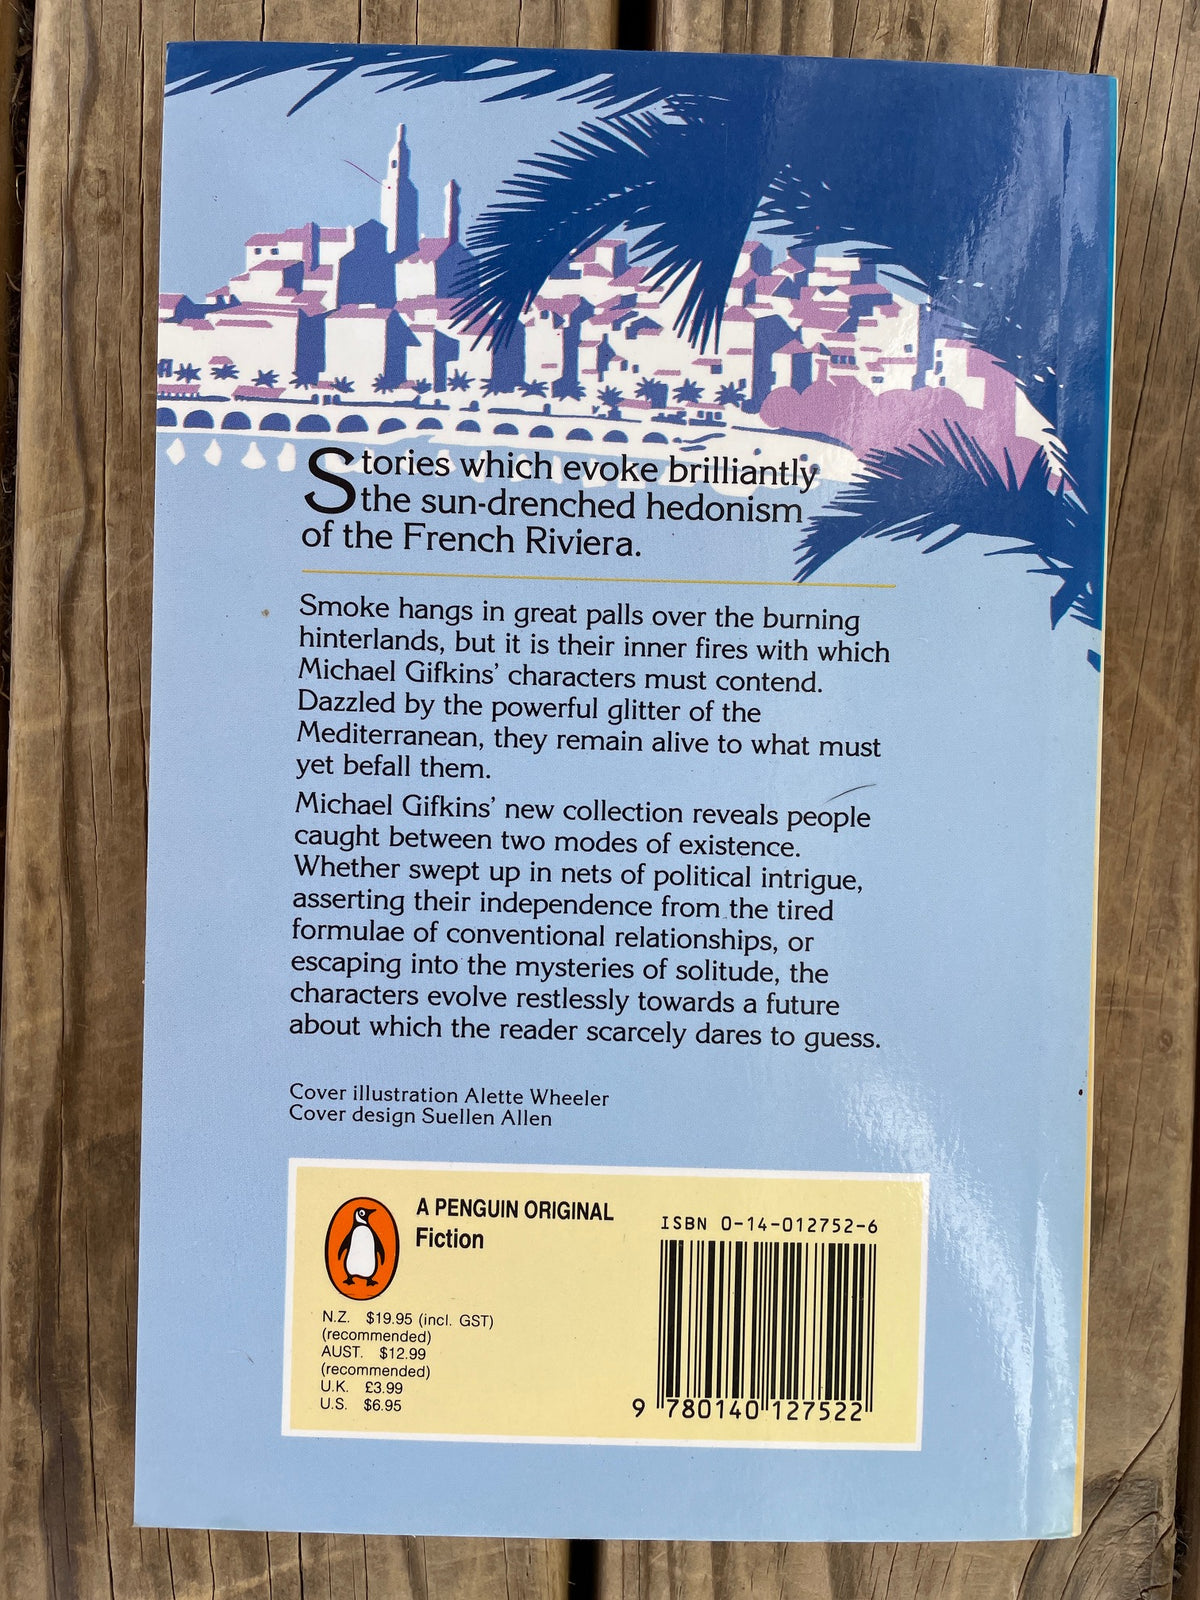 Stories which evoke brilliantly
the sun-drenched hedonism
of the French Riviera.
Smoke hangs in great palls over the burning
hinterlands, but it is their inner fires with which
Michael Gifkins’ characters must contend.
Dazzled by the powerful glitter of the
Mediterranean, they remain alive to what must
yet befall them.
Michael Gifkins’ new collection reveals people
caught between two modes of existence.
Whether swept up in nets of political intrigue,
asserting their independence from the tired
formulae of conventional relationships, or
escaping into the mysteries of solitude, the
characters evolve restlessly towards a future
about which the reader scarcely dares to guess.
Cover illustration Alette Wheeler
Cover design Suellen Allen
A PENGUIN ORIGINAL
Fiction
N.Z. $19.95 (incl. GST)
(recommended)
AUST. $12.99
(recommended)
U.K. £3.99
U.S. $6.95
ISBN 0-14-012752-6
9 780140 127522